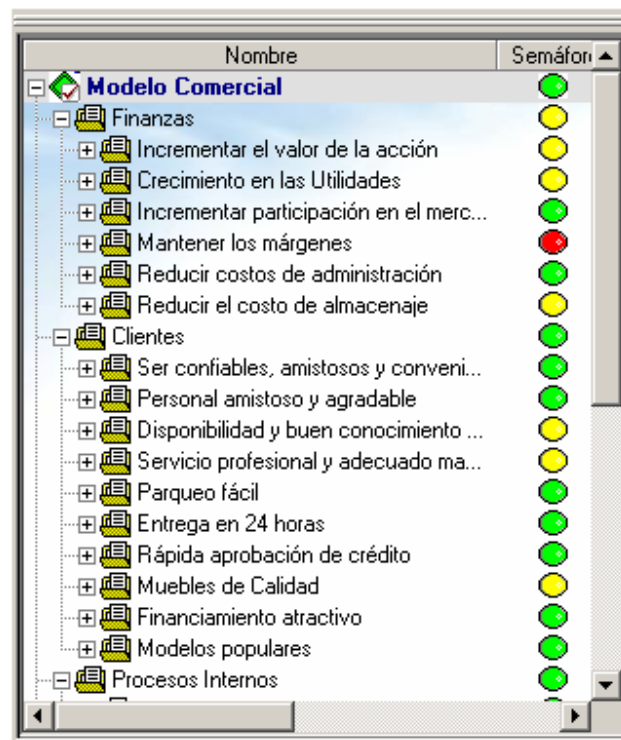 Nombre Semáforo
Modelo Comercial
Finanzas
Incrementar el valor de la acción
Crecimiento en las Utilidades
Incrementar participación en el merc...
Mantener los márgenes
Reducir costos de administración
Reducir el costo de almacenaje
Clientes
Ser confiables, amistosos y conveni...
Personal amistoso y agradable
Disponibilidad y buen conocimiento ...
Servicio profesional y adecuado ma...
Parqueo fácil
Entrega en 24 horas
Rápida aprobación de crédito
Muebles de Calidad
Financiamiento atractivo
Modelos populares
Procesos Internos